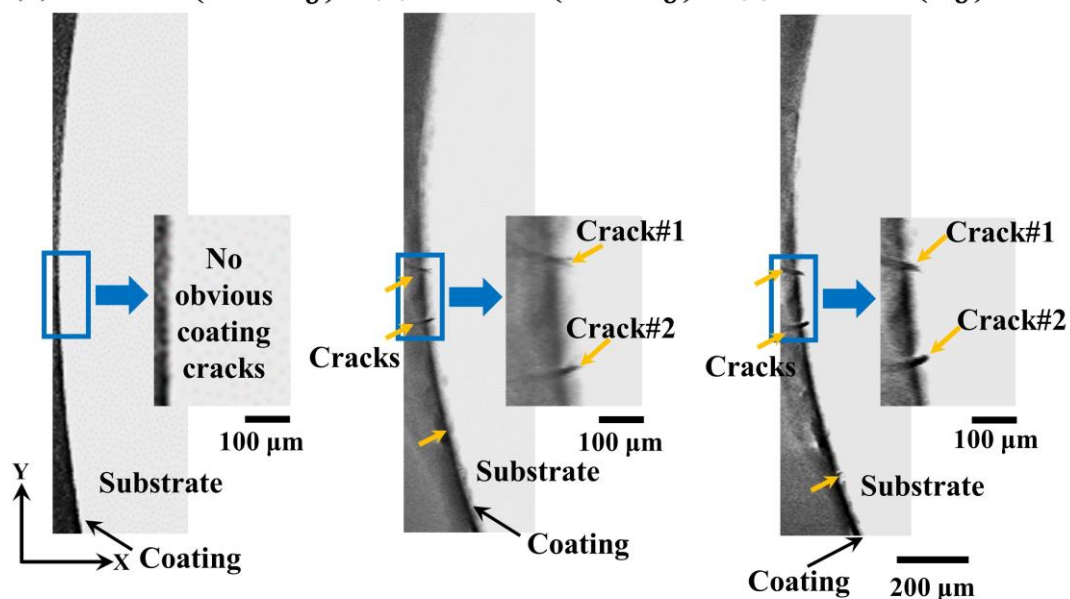 No
obvious
coating
cracks
100 μm
Substrate
Coating
Y
X
Crack#1
Crack#2
Cracks
100 μm
Substrate
Coating
Crack#1
Crack#2
Cracks
100 μm
Substrate
Coating
200 μm